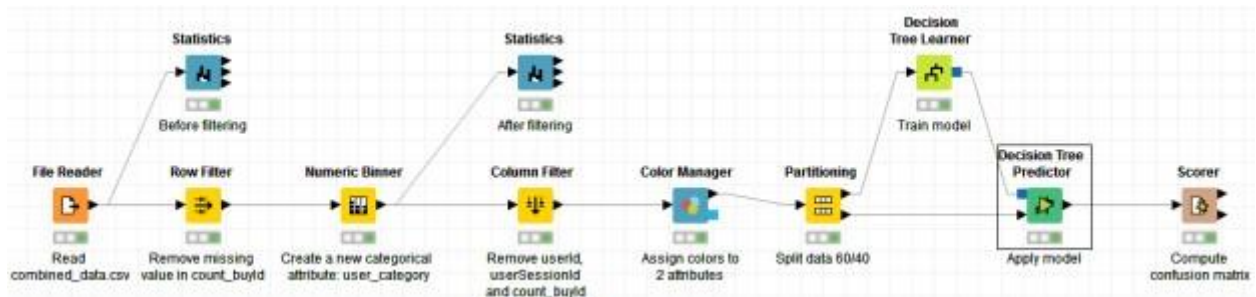 Statistics
Before filtering
Statistics
After filtering
Decision
Tree Learner
Train model
File Reader
Read
combined_data.csv
Row Filter
Remove missing
value in count_buyId
Numeric Binner
Create a new categorical
attribute: user_category
Column Filter
Remove userId,
userSessionId
and count_buyId
Color Manager
Assign colors to
2 attributes
Partitioning
Split data 60/40
Decision Tree
Predictor
Apply model
Scorer
Compute
confusion matrix